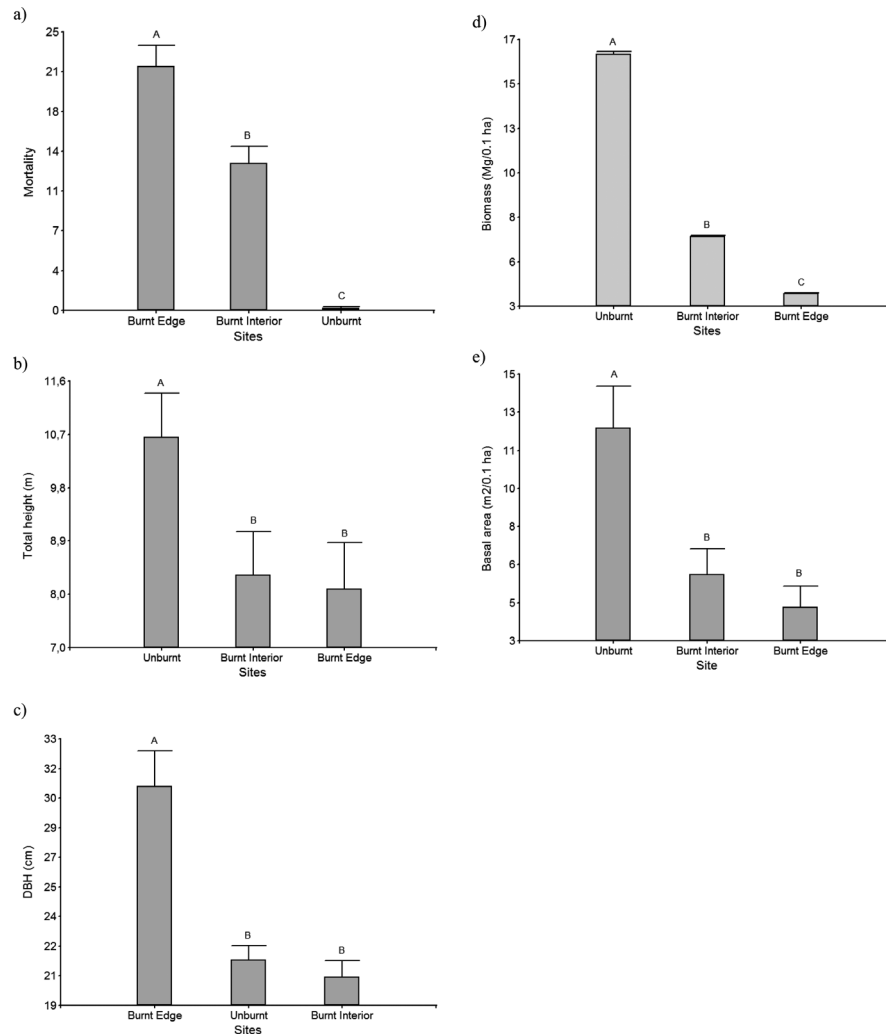 a)
25
21
18
14
11
7
4
0
Mortality
A
B
C
Burnt Edge
Burnt Interior
Unburnt
Sites
b)
11,6
10,7
9,8
8,9
8,0
7,0
Total height (m)
A
B
B
Unburnt
Burnt Interior
Burnt Edge
Sites
c)
33
32
30
29
27
25
24
22
21
19
DBH (cm)
A
B
B
Burnt Edge
Unburnt
Burnt Interior
Sites
d)
17
15
13
10
8
6
3
Biomass (Mg/0.1 ha)
A
B
C
Unburnt
Burnt Interior
Burnt Edge
Sites
e)
15
13
11
10
8
6
5
3
Basal area (m2/0.1 ha)
A
B
B
Unburnt
Burnt Interior
Burnt Edge
Site